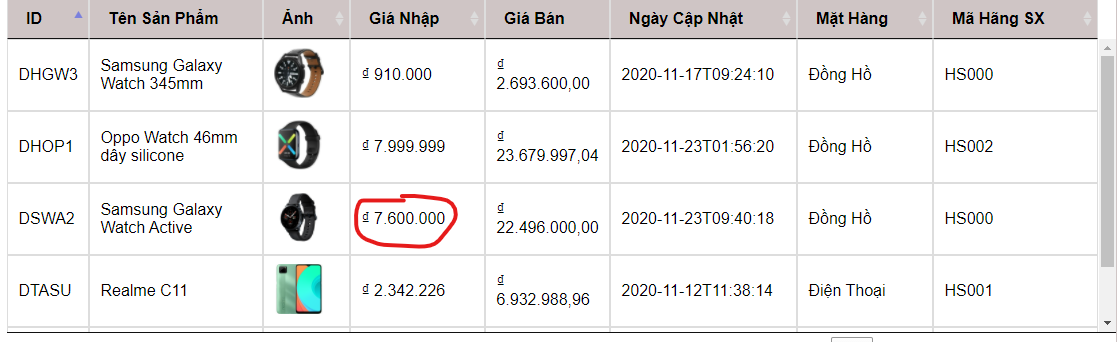 ID Tên Sản Phẩm Ảnh Giá Nhập Giá Bán Ngày Cập Nhật Mặt Hàng Mã Hãng SX
DHGW3 Samsung Galaxy Watch 345mm ₫ 910.000 ₫ 2.693.600,00 2020-11-17T09:24:10 Đồng Hồ HS000
DHOP1 Oppo Watch 46mm dây silicone ₫ 7.999.999 ₫ 23.679.997,04 2020-11-23T01:56:20 Đồng Hồ HS002
DSWA2 Samsung Galaxy Watch Active ₫ 7.600.000 ₫ 22.496.000,00 2020-11-23T09:40:18 Đồng Hồ HS000
DTASU Realme C11 ₫ 2.342.226 ₫ 6.932.988,96 2020-11-12T11:38:14 Điện Thoại HS001